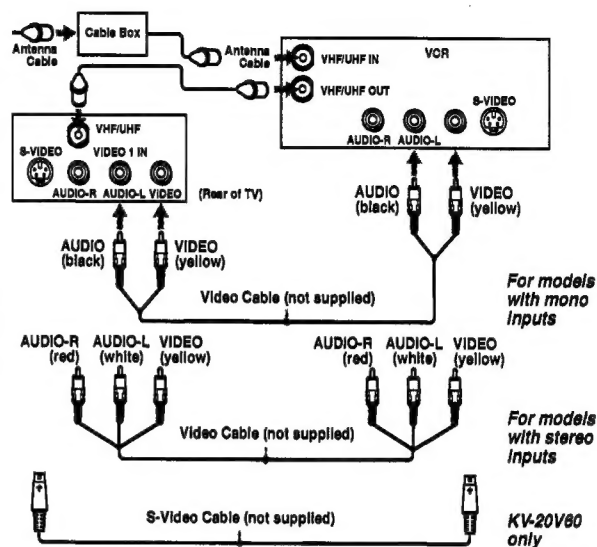 Antenna
Cable
Cable Box
Antenna
Cable
VHF/UHF IN
VHF/UHF OUT
VCR
S-VIDEO
AUDIO-R AUDIO-L
VHF/UHF
S-VIDEO
VIDEO 1 IN
AUDIO-R AUDIO-L VIDEO
(Rear of TV)
AUDIO
(black)
VIDEO
(yellow)
AUDIO
(black)
VIDEO
(yellow)
Video Cable (not supplied)
For models
with mono
inputs
AUDIO-R AUDIO-L VIDEO
(red) (white) (yellow)
AUDIO-R AUDIO-L VIDEO
(red) (white) (yellow)
Video Cable (not supplied)
For models
with stereo
inputs
S-Video Cable (not supplied)
KV-20V60
only